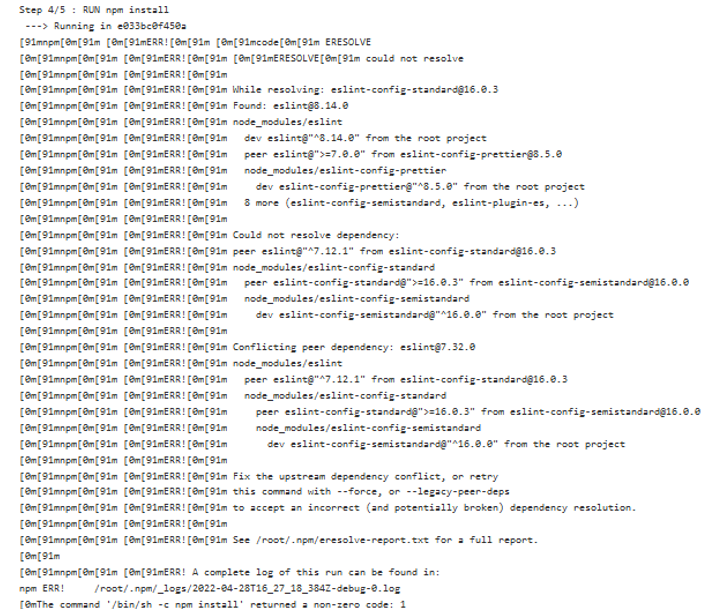 Step 4/5 : RUN npm install
---> Running in e033bc0f450a
[91mnpm[0m[91m [0m[91mERR![0m[91m [0m[91mcode[0m[91m ERESOLVE
[0m[91mnpm[0m[91m [0m[91mERR![0m[91m [0m[91mERESOLVE[0m[91m could not resolve
[0m[91mnpm[0m[91m [0m[91mERR![0m[91m
[0m[91mnpm[0m[91m [0m[91mERR![0m[91m While resolving: eslint-config-standard@16.0.3
[0m[91mnpm[0m[91m [0m[91mERR![0m[91m Found: eslint@8.14.0
[0m[91mnpm[0m[91m [0m[91mERR![0m[91m node_modules/eslint
[0m[91mnpm[0m[91m [0m[91mERR![0m[91m   dev eslint@"^8.14.0" from the root project
[0m[91mnpm[0m[91m [0m[91mERR![0m[91m   peer eslint@">=7.0.0" from eslint-config-prettier@8.5.0
[0m[91mnpm[0m[91m [0m[91mERR![0m[91m   node_modules/eslint-config-prettier
[0m[91mnpm[0m[91m [0m[91mERR![0m[91m     dev eslint-config-prettier@"^8.5.0" from the root project
[0m[91mnpm[0m[91m [0m[91mERR![0m[91m   8 more (eslint-config-semistandard, eslint-plugin-es, ...)
[0m[91mnpm[0m[91m [0m[91mERR![0m[91m
[0m[91mnpm[0m[91m [0m[91mERR![0m[91m Could not resolve dependency:
[0m[91mnpm[0m[91m [0m[91mERR![0m[91m peer eslint@"^7.12.1" from eslint-config-standard@16.0.3
[0m[91mnpm[0m[91m [0m[91mERR![0m[91m node_modules/eslint-config-standard
[0m[91mnpm[0m[91m [0m[91mERR![0m[91m   peer eslint-config-standard@">=16.0.3" from eslint-config-semistandard@16.0.0
[0m[91mnpm[0m[91m [0m[91mERR![0m[91m   node_modules/eslint-config-semistandard
[0m[91mnpm[0m[91m [0m[91mERR![0m[91m     dev eslint-config-semistandard@"^16.0.0" from the root project
[0m[91mnpm[0m[91m [0m[91mERR![0m[91m
[0m[91mnpm[0m[91m [0m[91mERR![0m[91m Conflicting peer dependency: eslint@7.32.0
[0m[91mnpm[0m[91m [0m[91mERR![0m[91m node_modules/eslint
[0m[91mnpm[0m[91m [0m[91mERR![0m[91m   peer eslint@"^7.12.1" from eslint-config-standard@16.0.3
[0m[91mnpm[0m[91m [0m[91mERR![0m[91m   node_modules/eslint-config-standard
[0m[91mnpm[0m[91m [0m[91mERR![0m[91m     peer eslint-config-standard@">=16.0.3" from eslint-config-semistandard@16.0.0
[0m[91mnpm[0m[91m [0m[91mERR![0m[91m     node_modules/eslint-config-semistandard
[0m[91mnpm[0m[91m [0m[91mERR![0m[91m       dev eslint-config-semistandard@"^16.0.0" from the root project
[0m[91mnpm[0m[91m [0m[91mERR![0m[91m
[0m[91mnpm[0m[91m [0m[91mERR![0m[91m Fix the upstream dependency conflict, or retry
[0m[91mnpm[0m[91m [0m[91mERR![0m[91m this command with --force, or --legacy-peer-deps
[0m[91mnpm[0m[91m [0m[91mERR![0m[91m to accept an incorrect (and potentially broken) dependency resolution.
[0m[91mnpm[0m[91m [0m[91mERR![0m[91m
[0m[91mnpm[0m[91m [0m[91mERR![0m[91m See /root/.npm/eresolve-report.txt for a full report.
[0m[91m
[0m[91mnpm[0m[91m [0m[91mERR! A complete log of this run can be found in:
npm ERR!     /root/.npm/_logs/2022-04-28T16_27_18_384Z-debug-0.log
[0mThe command '/bin/sh -c npm install' returned a non-zero code: 1